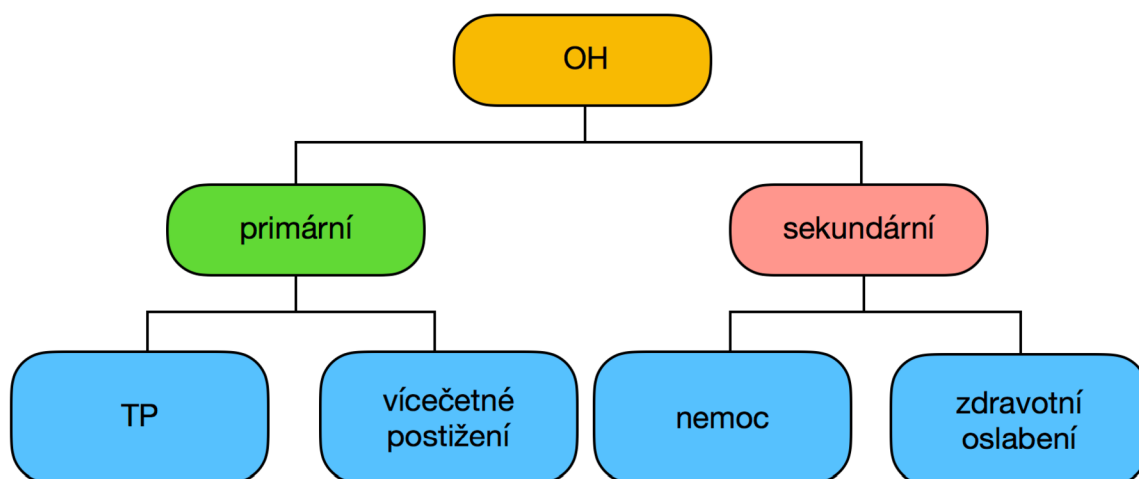 OH
primární
sekundární
TP
vícečetné
postižení
nemoc
zdravotní
oslabení